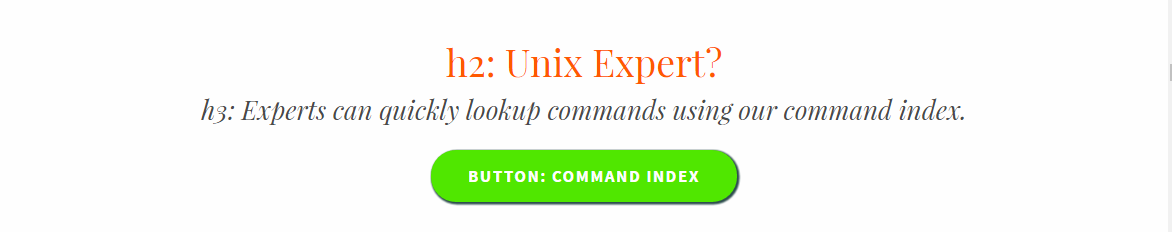 h2: Unix Expert?
h3: Experts can quickly lookup commands using our command index.
BUTTON: COMMAND INDEX